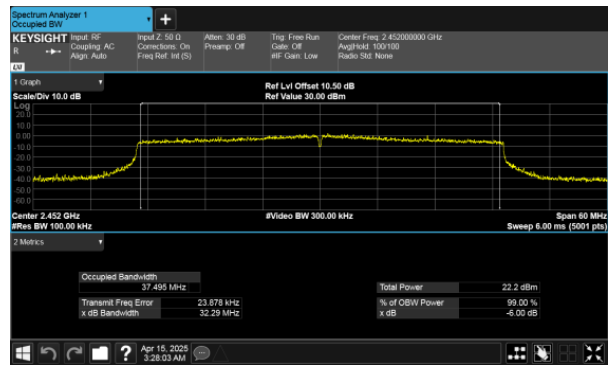 Spectrum Analyzer 1
Occupied BW
+
KEYSIGHT Input: RF Input Z: 50 Ω Atten: 30 dB Trig: Free Run Center Freq: 2.452000000 GHz
R Coupling: AC Corrections: On Preamp: Off Gate: Off Avg|Hold: 100/100
Align: Auto Freq Ref: Int (S) #IF Gain: Low Radio Std: None
LXI
1 Graph Ref Lvl Offset 10.50 dB
Scale/Div 10.0 dB Ref Value 30.00 dBm
Log
20.0
10.0
0.00
-10.0
-20.0
-30.0
-40.0
-50.0
-60.0
Center 2.452 GHz #Video BW 300.00 kHz Span 60 MHz
#Res BW 100.00 kHz Sweep 6.00 ms (5001 pts)
2 Metrics
Occupied Bandwidth
37.495 MHz Total Power 22.2 dBm
Transmit Freq Error 23.878 kHz % of OBW Power 99.00 %
x dB Bandwidth 32.29 MHz x dB -6.00 dB
? Apr 15, 2025
3:28:03 AM